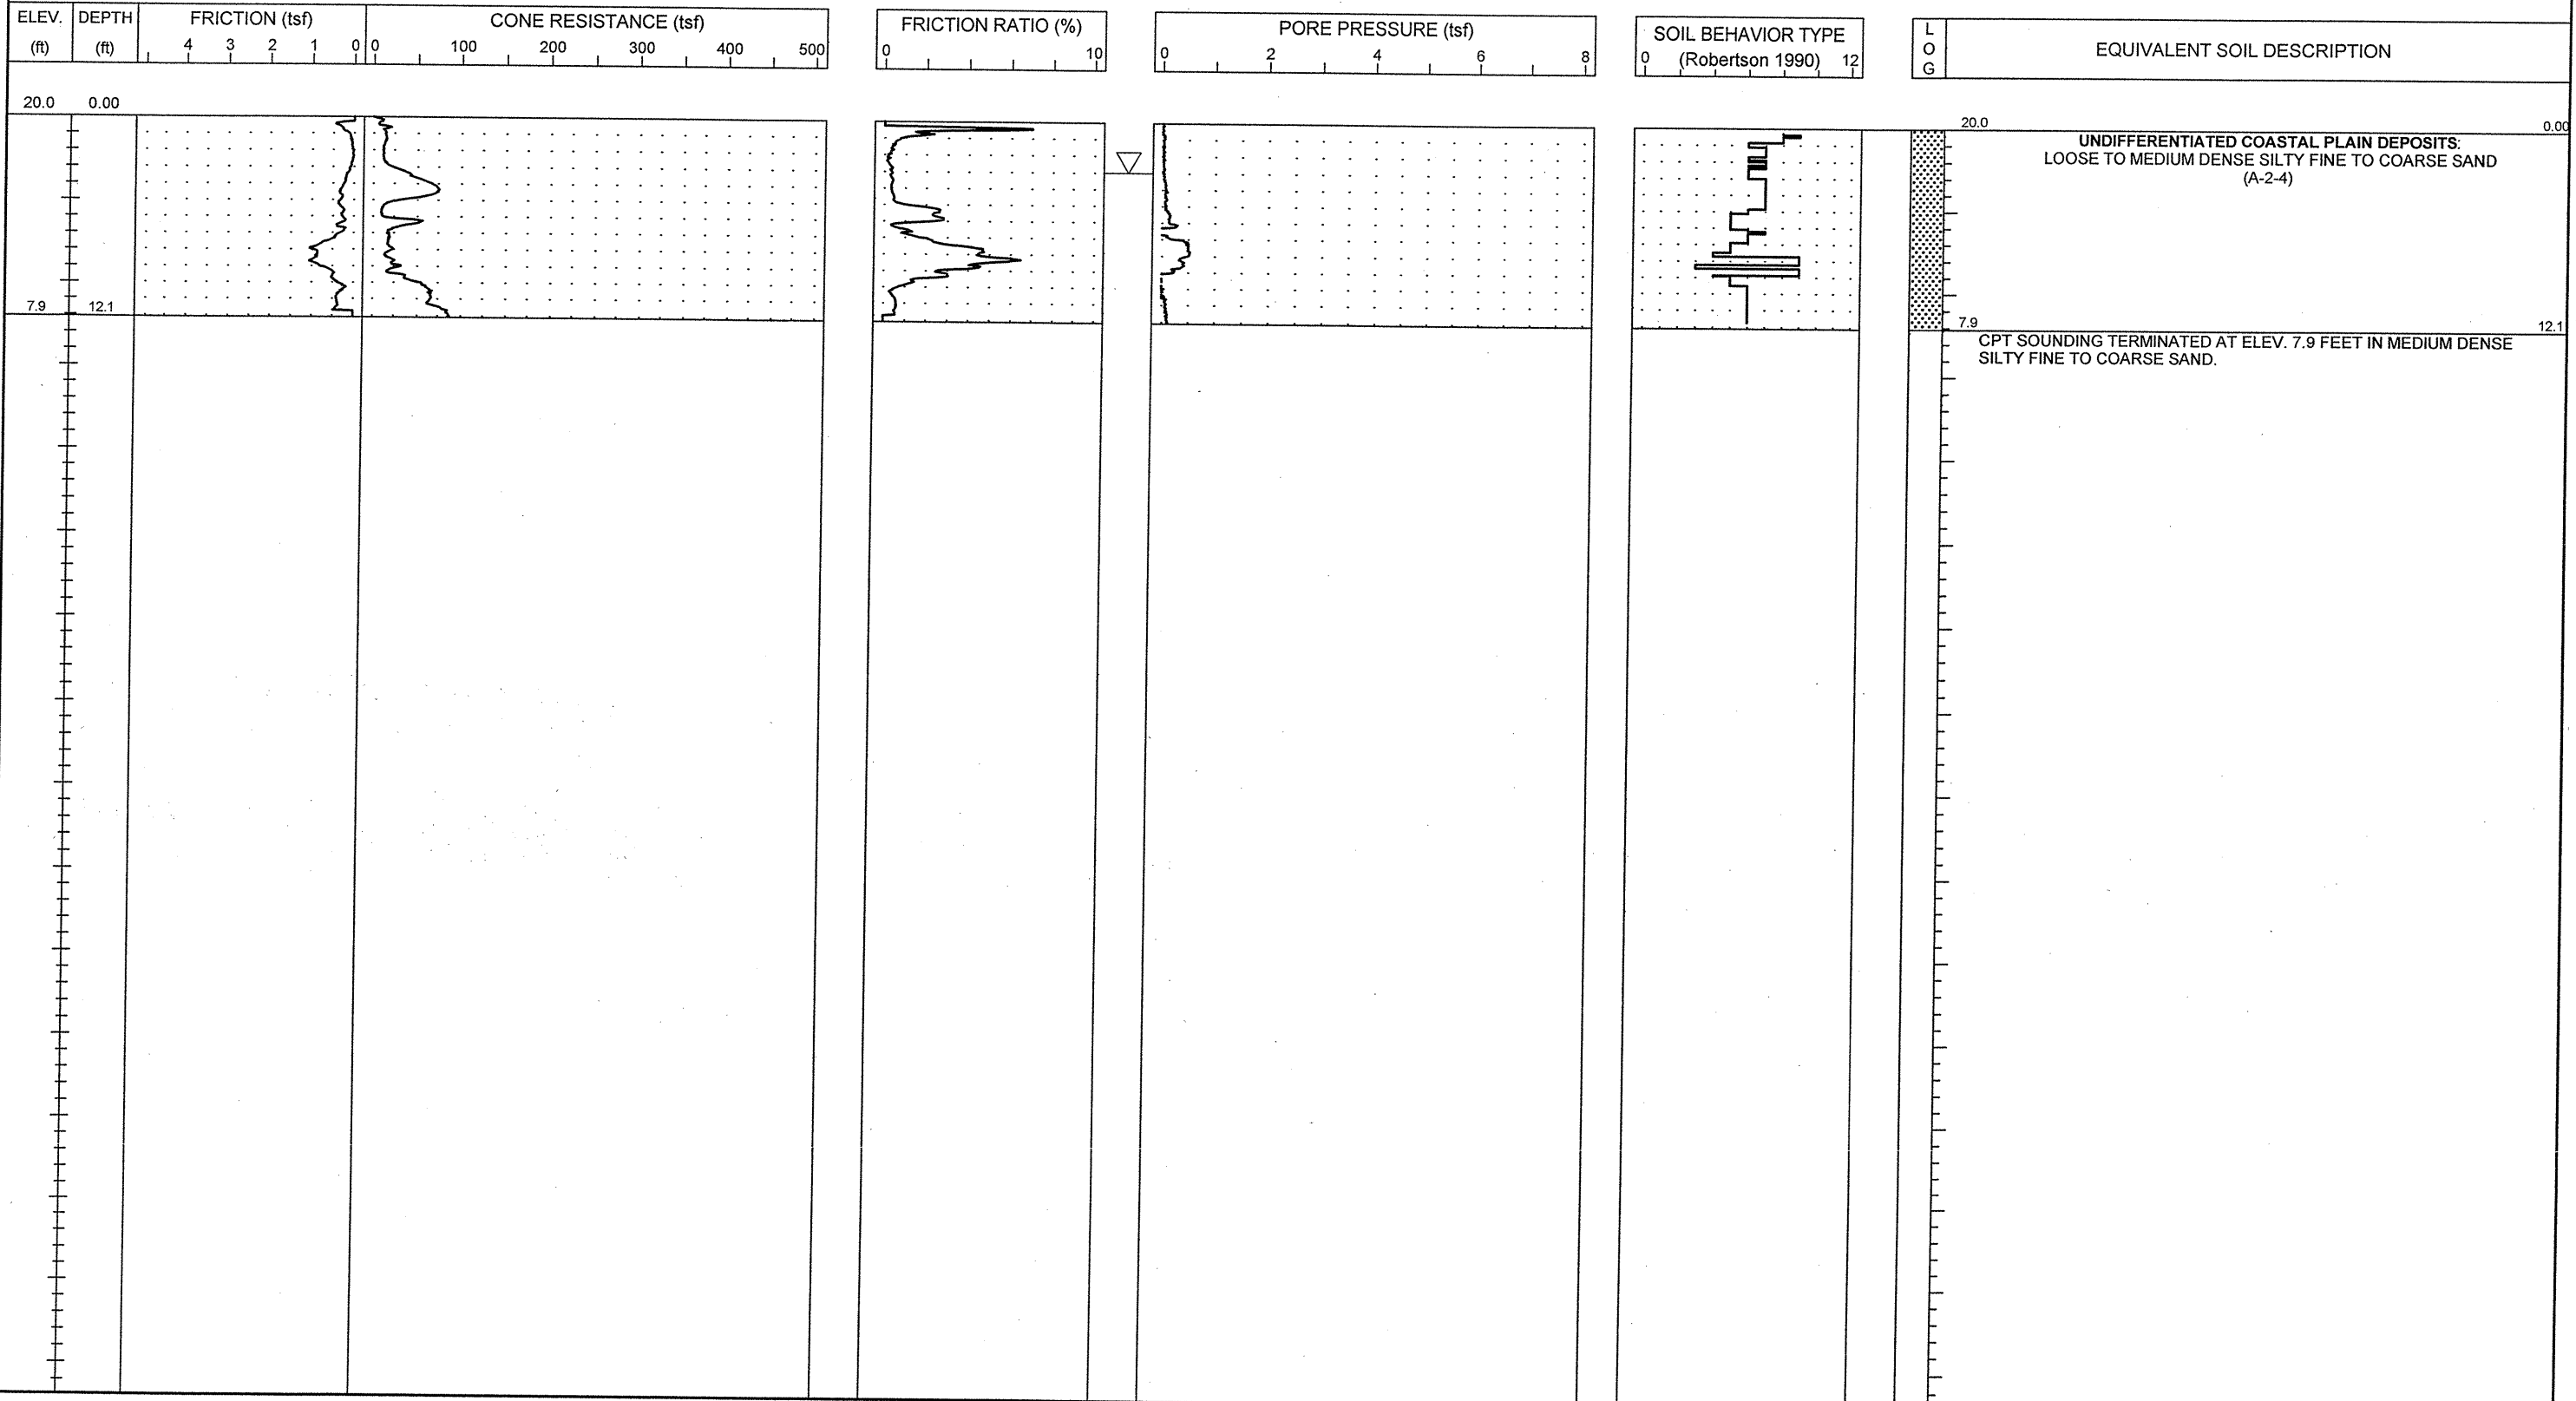 ELEV.
(ft)
DEPTH
(ft)
FRICTION (tsf)
4 3 2 1 0
CONE RESISTANCE (tsf)
0 100 200 300 400 500
FRICTION RATIO (%)
0 10
PORE PRESSURE (tsf)
0 2 4 6 8
SOIL BEHAVIOR TYPE
(Robertson 1990)
0 12
L
O
G
EQUIVALENT SOIL DESCRIPTION
20.0 0.00
20.0 0.00
UNDIFFERENTIATED COASTAL PLAIN DEPOSITS:
LOOSE TO MEDIUM DENSE SILTY FINE TO COARSE SAND
(A-2-4)
7.9 12.1
7.9 12.1
CPT SOUNDING TERMINATED AT ELEV. 7.9 FEET IN MEDIUM DENSE
SILTY FINE TO COARSE SAND.